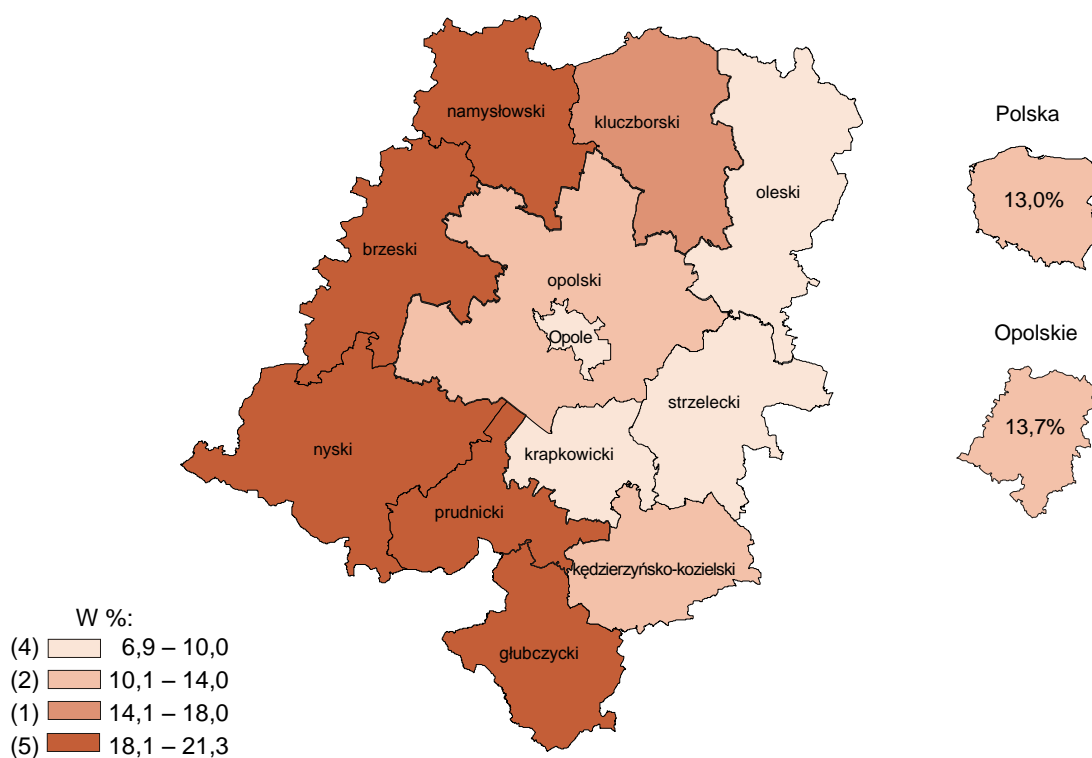 namysłowski
kluczborski
oleski
brzeski
opolski
Opole
strzelecki
nyski
krapkowicki
prudnicki
kędzierzyńsko-kozielski
głubczycki
Polska
13,0%
Opolskie
13,7%
W %:
(4) 6,9 – 10,0
(2) 10,1 – 14,0
(1) 14,1 – 18,0
(5) 18,1 – 21,3